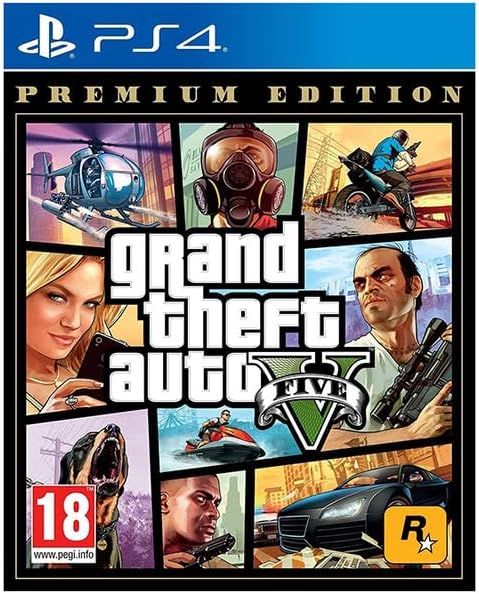 PS4
PREMIUM EDITION
grand
theft
auto V
FIVE
18
www.pegi.info
R